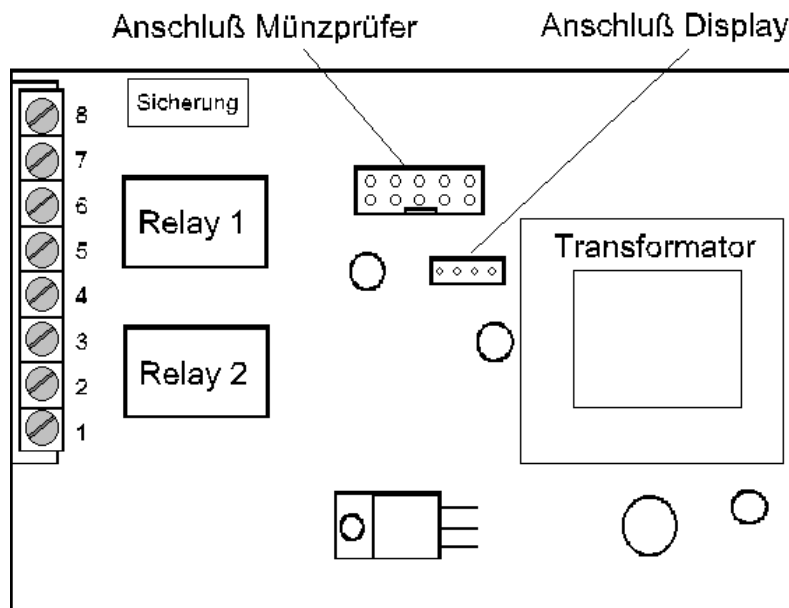 Anschluß Münzprüfer
Anschluß Display
Sicherung
8
7
6
5
4
3
2
1
Relay 1
Relay 2
Transformator